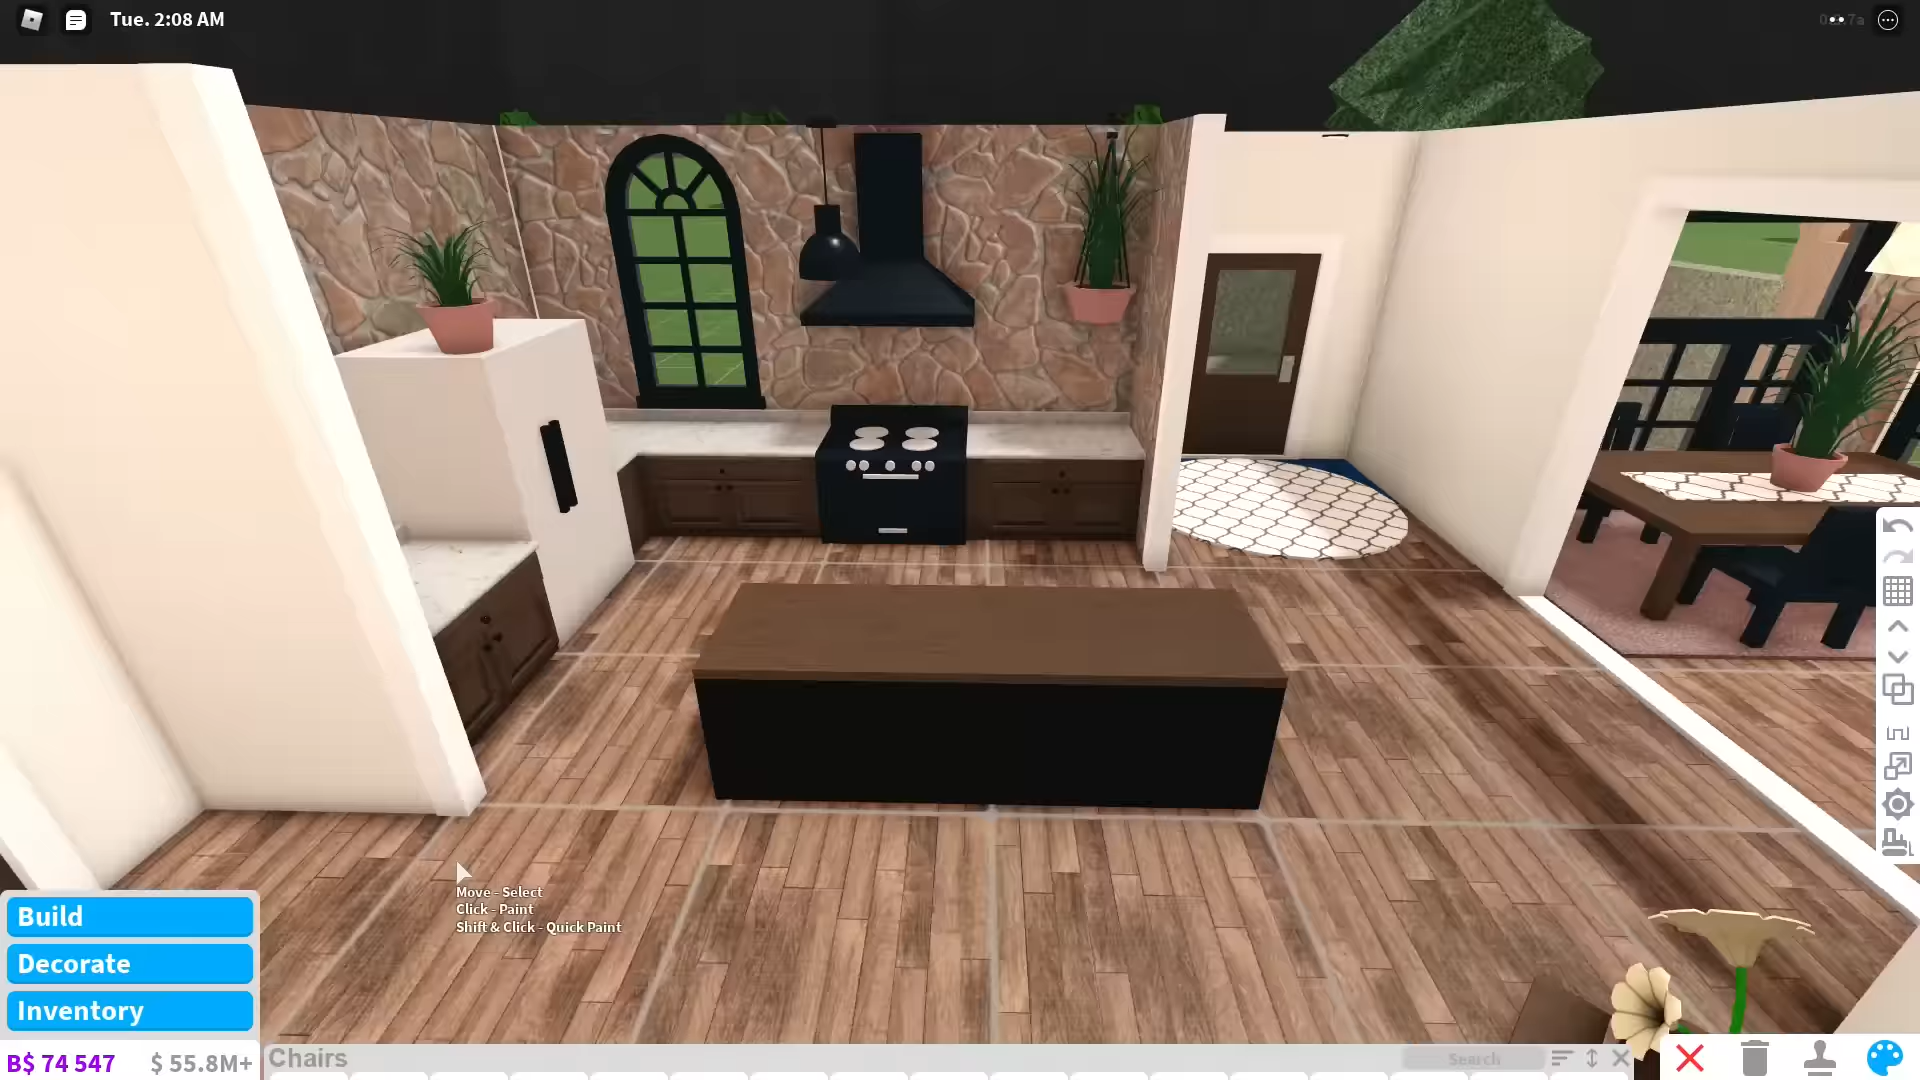 Tue. 2:08 AM
Move - Select
Click - Paint
Shift & Click - Quick Paint
Build
Decorate
Inventory
B$ 74 547
$ 55.8M+
Chairs
Search